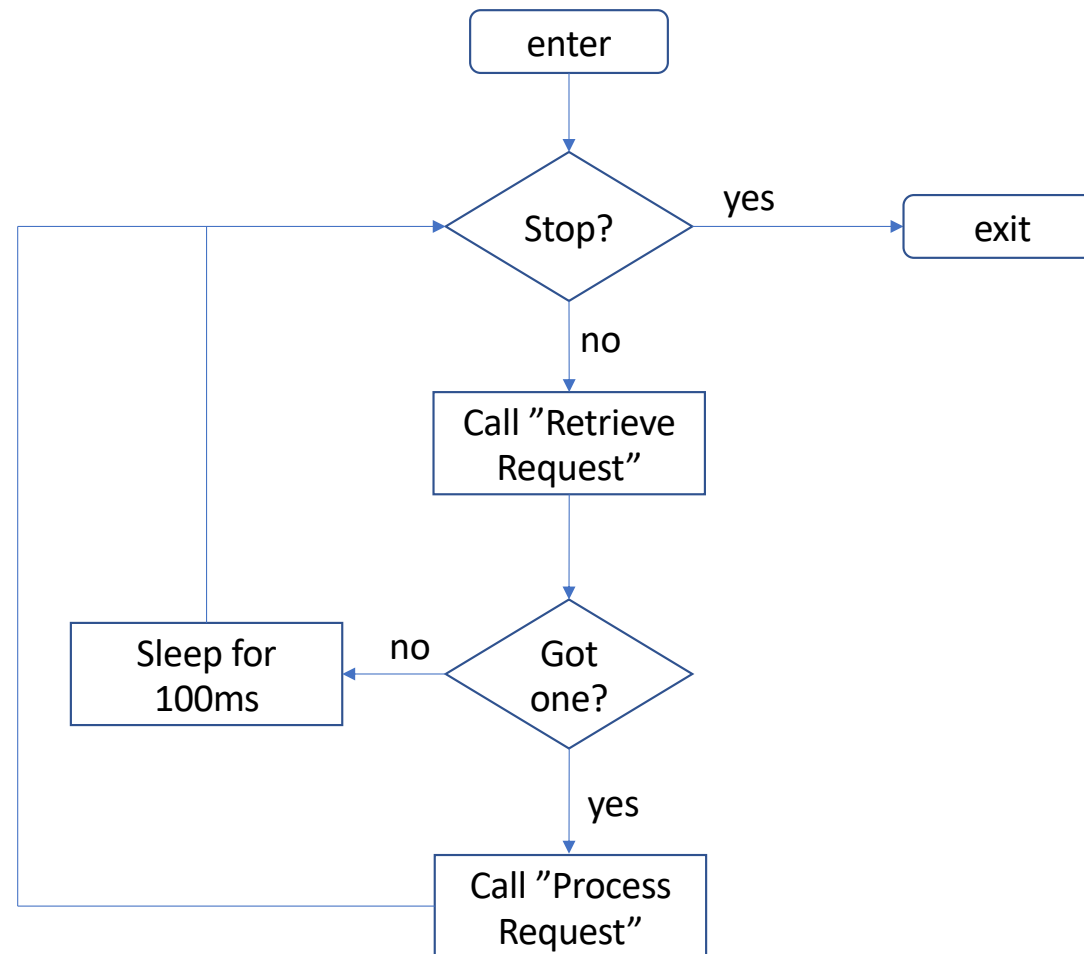 enter
Stop?
yes
exit
no
Call ”Retrieve
Request”
Got
one?
no
Sleep for
100ms
yes
Call ”Process
Request”